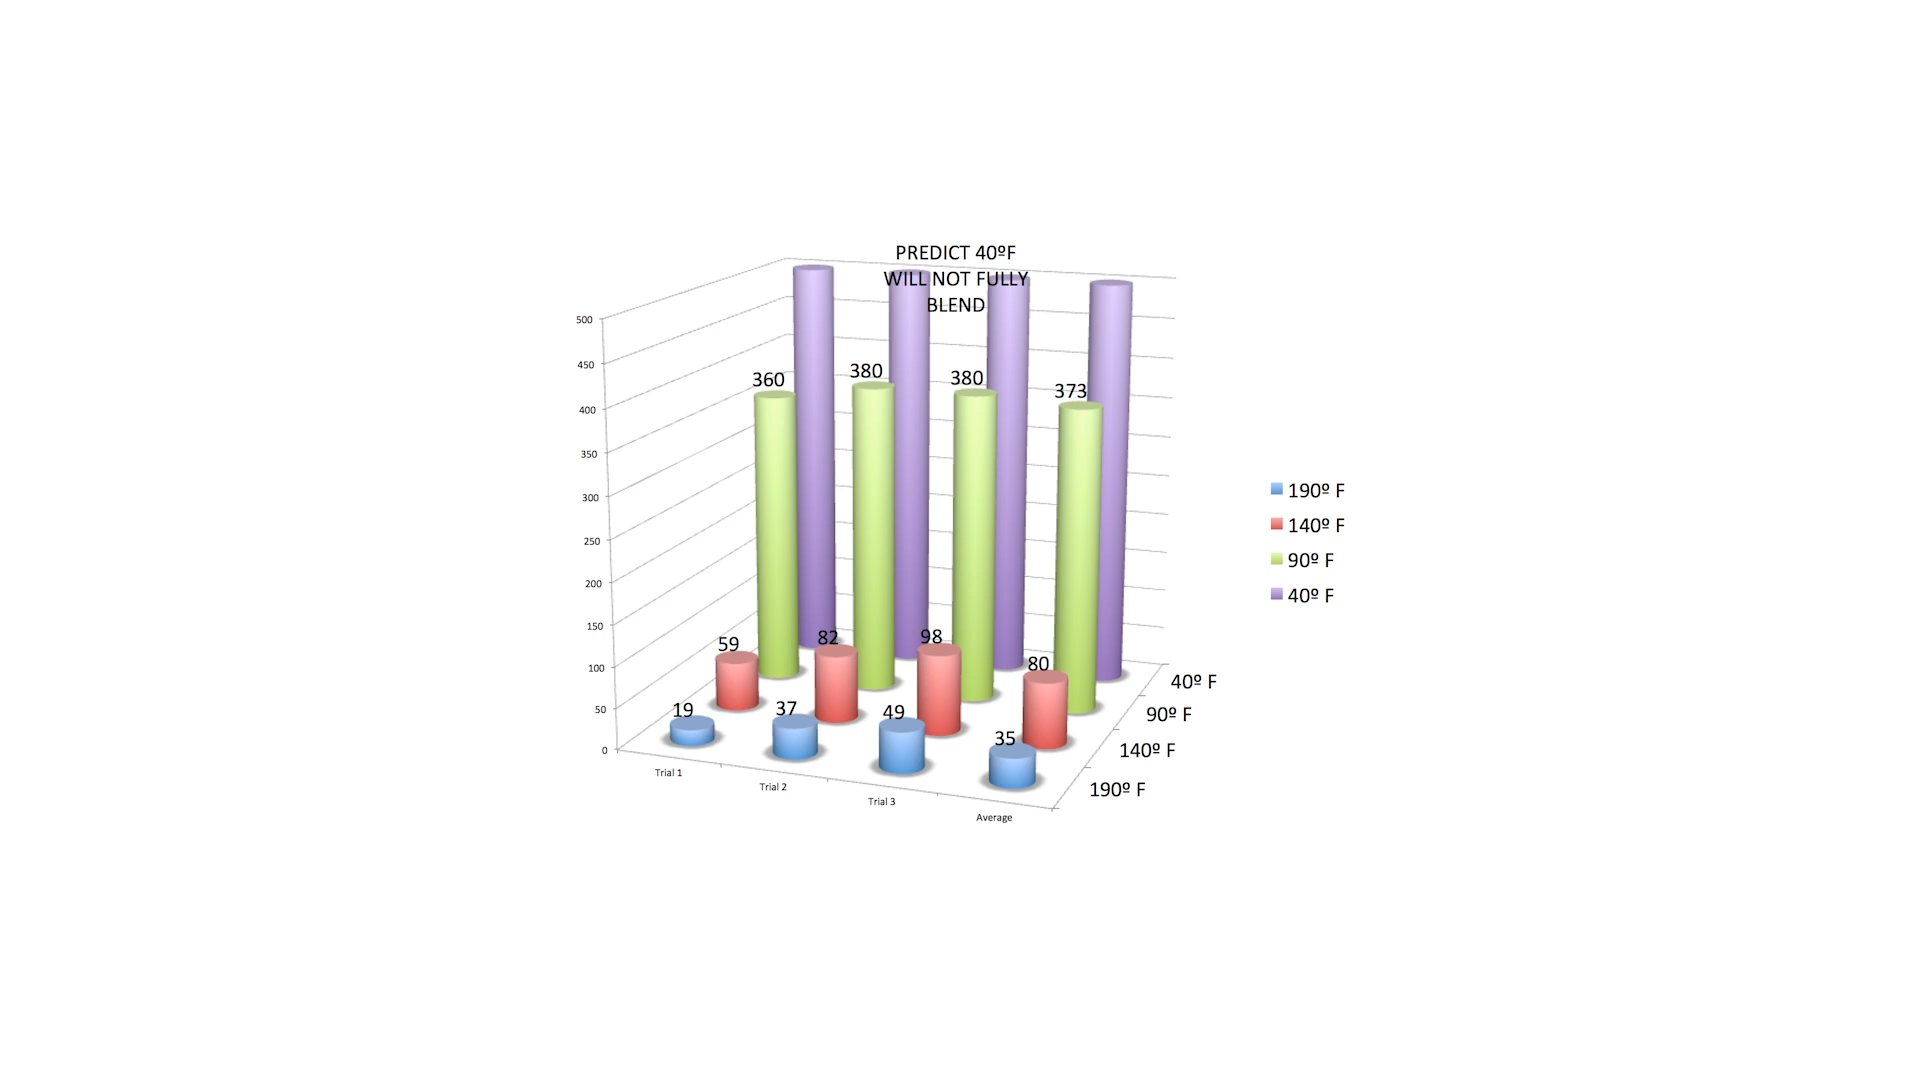 PREDICT 40º F
WILL NOT FULLY
BLEND
500
450
400
350
300
250
200
150
100
50
0
360
380
380
373
59
82
98
80
19
37
49
35
Trial 1
Trial 2
Trial 3
Average
40º F
90º F
140º F
190º F
190º F
140º F
90º F
40º F